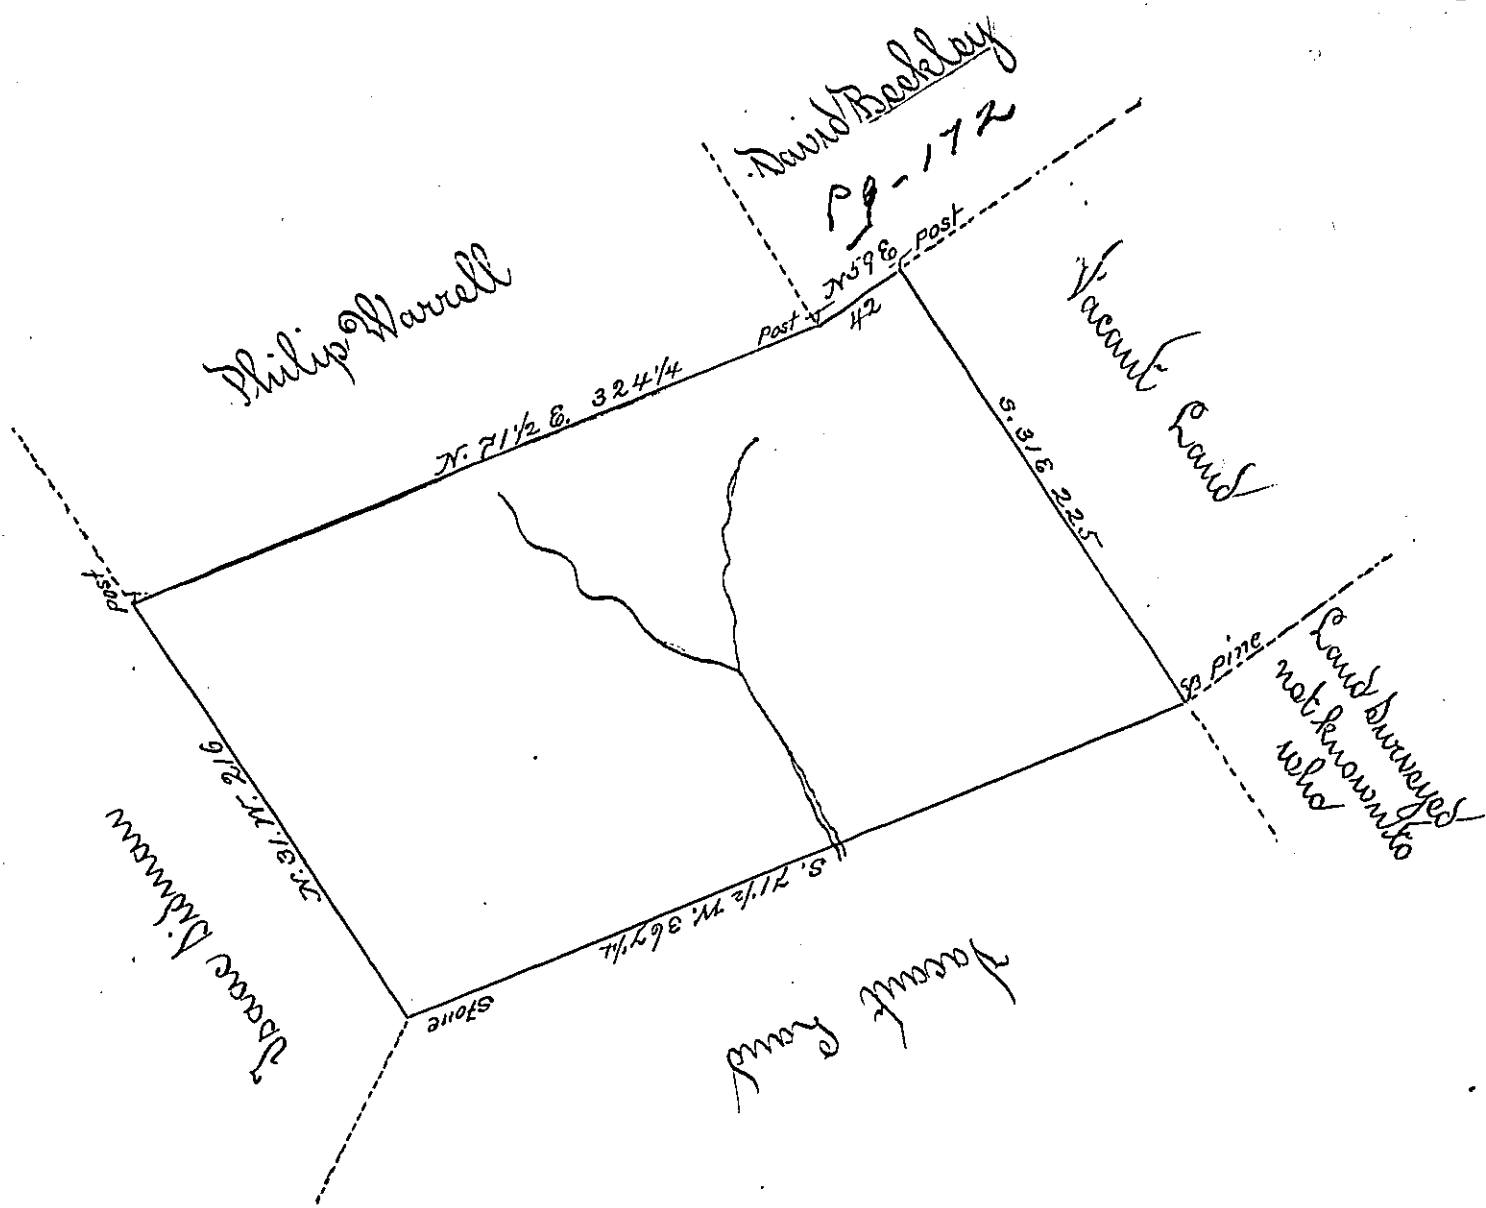 David Beekley
Pg - 172
Philip Warrell
Post
N 59 E
42
Post
N. 71 1/2 E. 324 1/4
Vacant Land
S. 31 E 225
Post
Pine
Land Surveyed
not known to
who
N. 31. W. 216
Isaac Sidman
S. 71 1/2 W. 367 1/4
Stone
Vacant Land